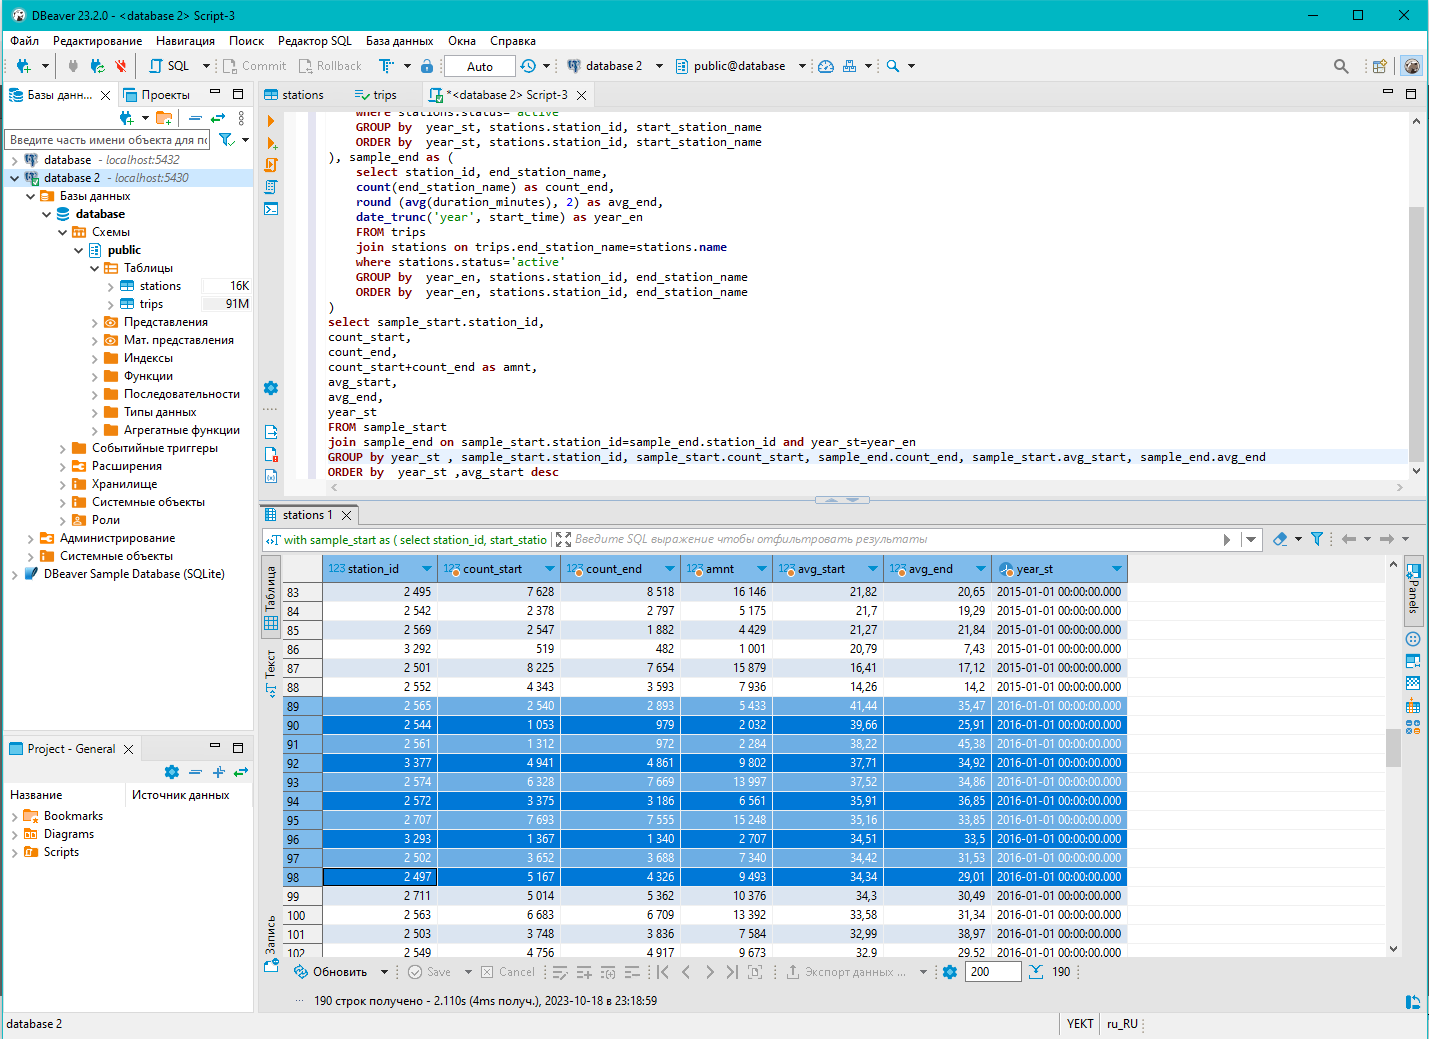 DBeaver 23.2.0 - <database 2> Script-3
Файл Редактирование Навигация Поиск Редактор SQL База данных Окна Справка
SQL Commit Rollback Auto database 2 public@database
Базы данн... Проекты
Введите часть имени объекта для по
database - localhost:5432
database 2 - localhost:5430
Базы данных
database
Схемы
public
Таблицы
stations 16K
trips 91M
Представления
Мат. представления
Индексы
Функции
Последовательности
Типы данных
Агрегатные функции
Событийные триггеры
Расширения
Хранилище
Системные объекты
Роли
Администрирование
Системные объекты
DBeaver Sample Database (SQLite)
Project - General
Название Источник данных
Bookmarks
Diagrams
Scripts
stations trips *<database 2> Script-3
where stations.status='active'
GROUP by  year_st, stations.station_id, start_station_name
ORDER by  year_st, stations.station_id, start_station_name
), sample_end as (
select station_id, end_station_name,
count(end_station_name) as count_end,
round (avg(duration_minutes), 2) as avg_end,
date_trunc('year', start_time) as year_en
FROM trips
join stations on trips.end_station_name=stations.name
where stations.status='active'
GROUP by  year_en, stations.station_id, end_station_name
ORDER by  year_en, stations.station_id, end_station_name
)
select sample_start.station_id,
count_start,
count_end,
count_start+count_end as amnt,
avg_start,
avg_end,
year_st
FROM sample_start
join sample_end on sample_start.station_id=sample_end.station_id and year_st=year_en
GROUP by year_st , sample_start.station_id, sample_start.count_start, sample_end.count_end, sample_start.avg_start, sample_end.avg_end
ORDER by  year_st ,avg_start desc
stations 1
with sample_start as ( select station_id, start_statio Введите SQL выражение чтобы отфильтровать результаты
Таблица
Текст
Запись
Panels
123 station_id 123 count_start 123 count_end 123 amnt 123 avg_start 123 avg_end year_st
83 2 495 7 628 8 518 16 146 21,82 20,65 2015-01-01 00:00:00.000
84 2 542 2 378 2 797 5 175 21,7 19,29 2015-01-01 00:00:00.000
85 2 569 2 547 1 882 4 429 21,27 21,84 2015-01-01 00:00:00.000
86 3 292 519 482 1 001 20,79 7,43 2015-01-01 00:00:00.000
87 2 501 8 225 7 654 15 879 16,41 17,12 2015-01-01 00:00:00.000
88 2 552 4 343 3 593 7 936 14,26 14,2 2015-01-01 00:00:00.000
89 2 565 2 540 2 893 5 433 41,44 35,47 2016-01-01 00:00:00.000
90 2 544 1 053 979 2 032 39,66 25,91 2016-01-01 00:00:00.000
91 2 561 1 312 972 2 284 38,22 45,38 2016-01-01 00:00:00.000
92 3 377 4 941 4 861 9 802 37,71 34,92 2016-01-01 00:00:00.000
93 2 574 6 328 7 669 13 997 37,52 34,86 2016-01-01 00:00:00.000
94 2 572 3 375 3 186 6 561 35,91 36,85 2016-01-01 00:00:00.000
95 2 707 7 693 7 555 15 248 35,16 33,85 2016-01-01 00:00:00.000
96 3 293 1 367 1 340 2 707 34,51 33,5 2016-01-01 00:00:00.000
97 2 502 3 652 3 688 7 340 34,42 31,53 2016-01-01 00:00:00.000
98 2 497 5 167 4 326 9 493 34,34 29,01 2016-01-01 00:00:00.000
99 2 711 5 014 5 362 10 376 34,3 30,49 2016-01-01 00:00:00.000
100 2 563 6 683 6 709 13 392 33,58 31,34 2016-01-01 00:00:00.000
101 2 503 3 748 3 836 7 584 32,99 38,97 2016-01-01 00:00:00.000
102 2 549 4 756 4 917 9 673 32,9 29,52 2016-01-01 00:00:00.000
Обновить Save Cancel Экспорт данных ... 200 190
190 строк получено - 2.110s (4ms получ.), 2023-10-18 в 23:18:59
database 2 YEKT ru_RU